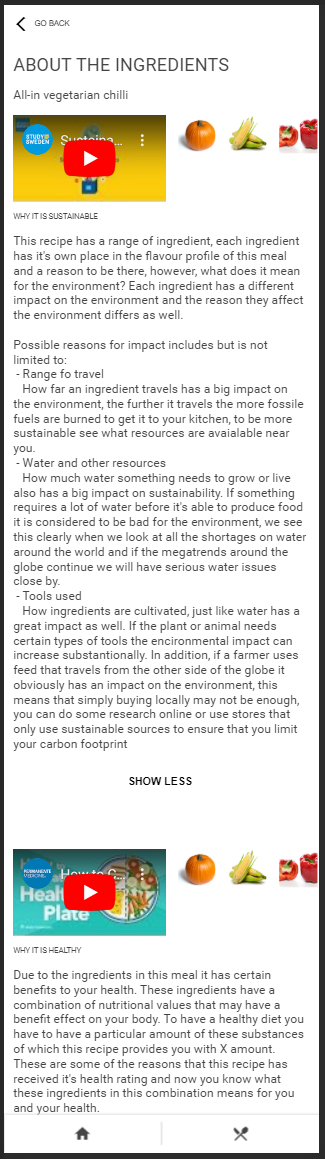 GO BACK
ABOUT THE INGREDIENTS
All-in vegetarian chilli
STUDY@
SWEDEN
Sustaina...
WHY IT IS SUSTAINABLE
This recipe has a range of ingredient, each ingredient
has it's own place in the flavour profile of this meal
and a reason to be there, however, what does it mean
for the environment? Each ingredient has a different
impact on the environment and the reason they affect
the environment differs as well.
Possible reasons for impact includes but is not
limited to:
- Range fo travel
How far an ingredient travels has a big impact on
the environment, the further it travels the more fossile
fuels are burned to get it to your kitchen, to be more
sustainable see what resources are avaialable near
you.
- Water and other resources
How much water something needs to grow or live
also has a big impact on sustainability. If something
requires a lot of water before it's able to produce food
it is considered to be bad for the environment, we see
this clearly when we look at all the shortages on water
around the world and if the megatrends around the
globe continue we will have serious water issues
close by.
- Tools used
How ingredients are cultivated, just like water has a
great impact as well. If the plant or animal needs
certain types of tools the encironmental impact can
increase substantionally. In addition, if a farmer uses
feed that travels from the other side of the globe it
obviously has an impact on the environment, this
means that simply buying locally may not be enough,
you can do some research online or use stores that
only use sustainable sources to ensure that you limit
your carbon footprint
SHOW LESS
PERMANENTE
MEDICINE
How to C...
Healthy
Plate
WHY IT IS HEALTHY
Due to the ingredients in this meal it has certain
benefits to your health. These ingredients have a
combination of nutritional values that may have a
benefit effect on your body. To have a healthy diet you
have to have a particular amount of these substances
of which this recipe provides you with X amount.
These are some of the reasons that this recipe has
received it's health rating and now you know what
these ingredients in this combination means for you
and your health.